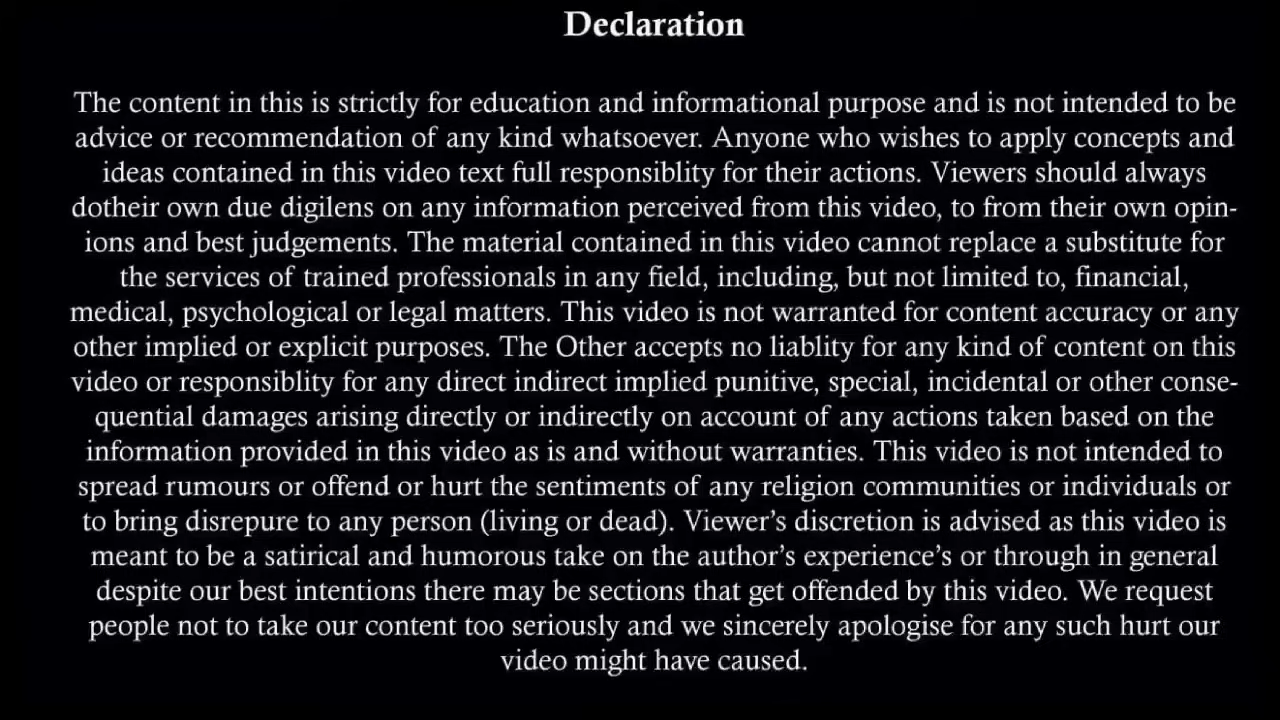 Declaration
The content in this is strictly for education and informational purpose and is not intended to be
advice or recommendation of any kind whatsoever. Anyone who wishes to apply concepts and
ideas contained in this video text full responsiblity for their actions. Viewers should always
dotheir own due digilens on any information perceived from this video, to from their own opin-
ions and best judgements. The material contained in this video cannot replace a substitute for
the services of trained professionals in any field, including, but not limited to, financial,
medical, psychological or legal matters. This video is not warranted for content accuracy or any
other implied or explicit purposes. The Other accepts no liablity for any kind of content on this
video or responsiblity for any direct indirect implied punitive, special, incidental or other conse-
quential damages arising directly or indirectly on account of any actions taken based on the
information provided in this video as is and without warranties. This video is not intended to
spread rumours or offend or hurt the sentiments of any religion communities or individuals or
to bring disrepure to any person (living or dead). Viewer's discretion is advised as this video is
meant to be a satirical and humorous take on the author's experience's or through in general
despite our best intentions there may be sections that get offended by this video. We request
people not to take our content too seriously and we sincerely apologise for any such hurt our
video might have caused.